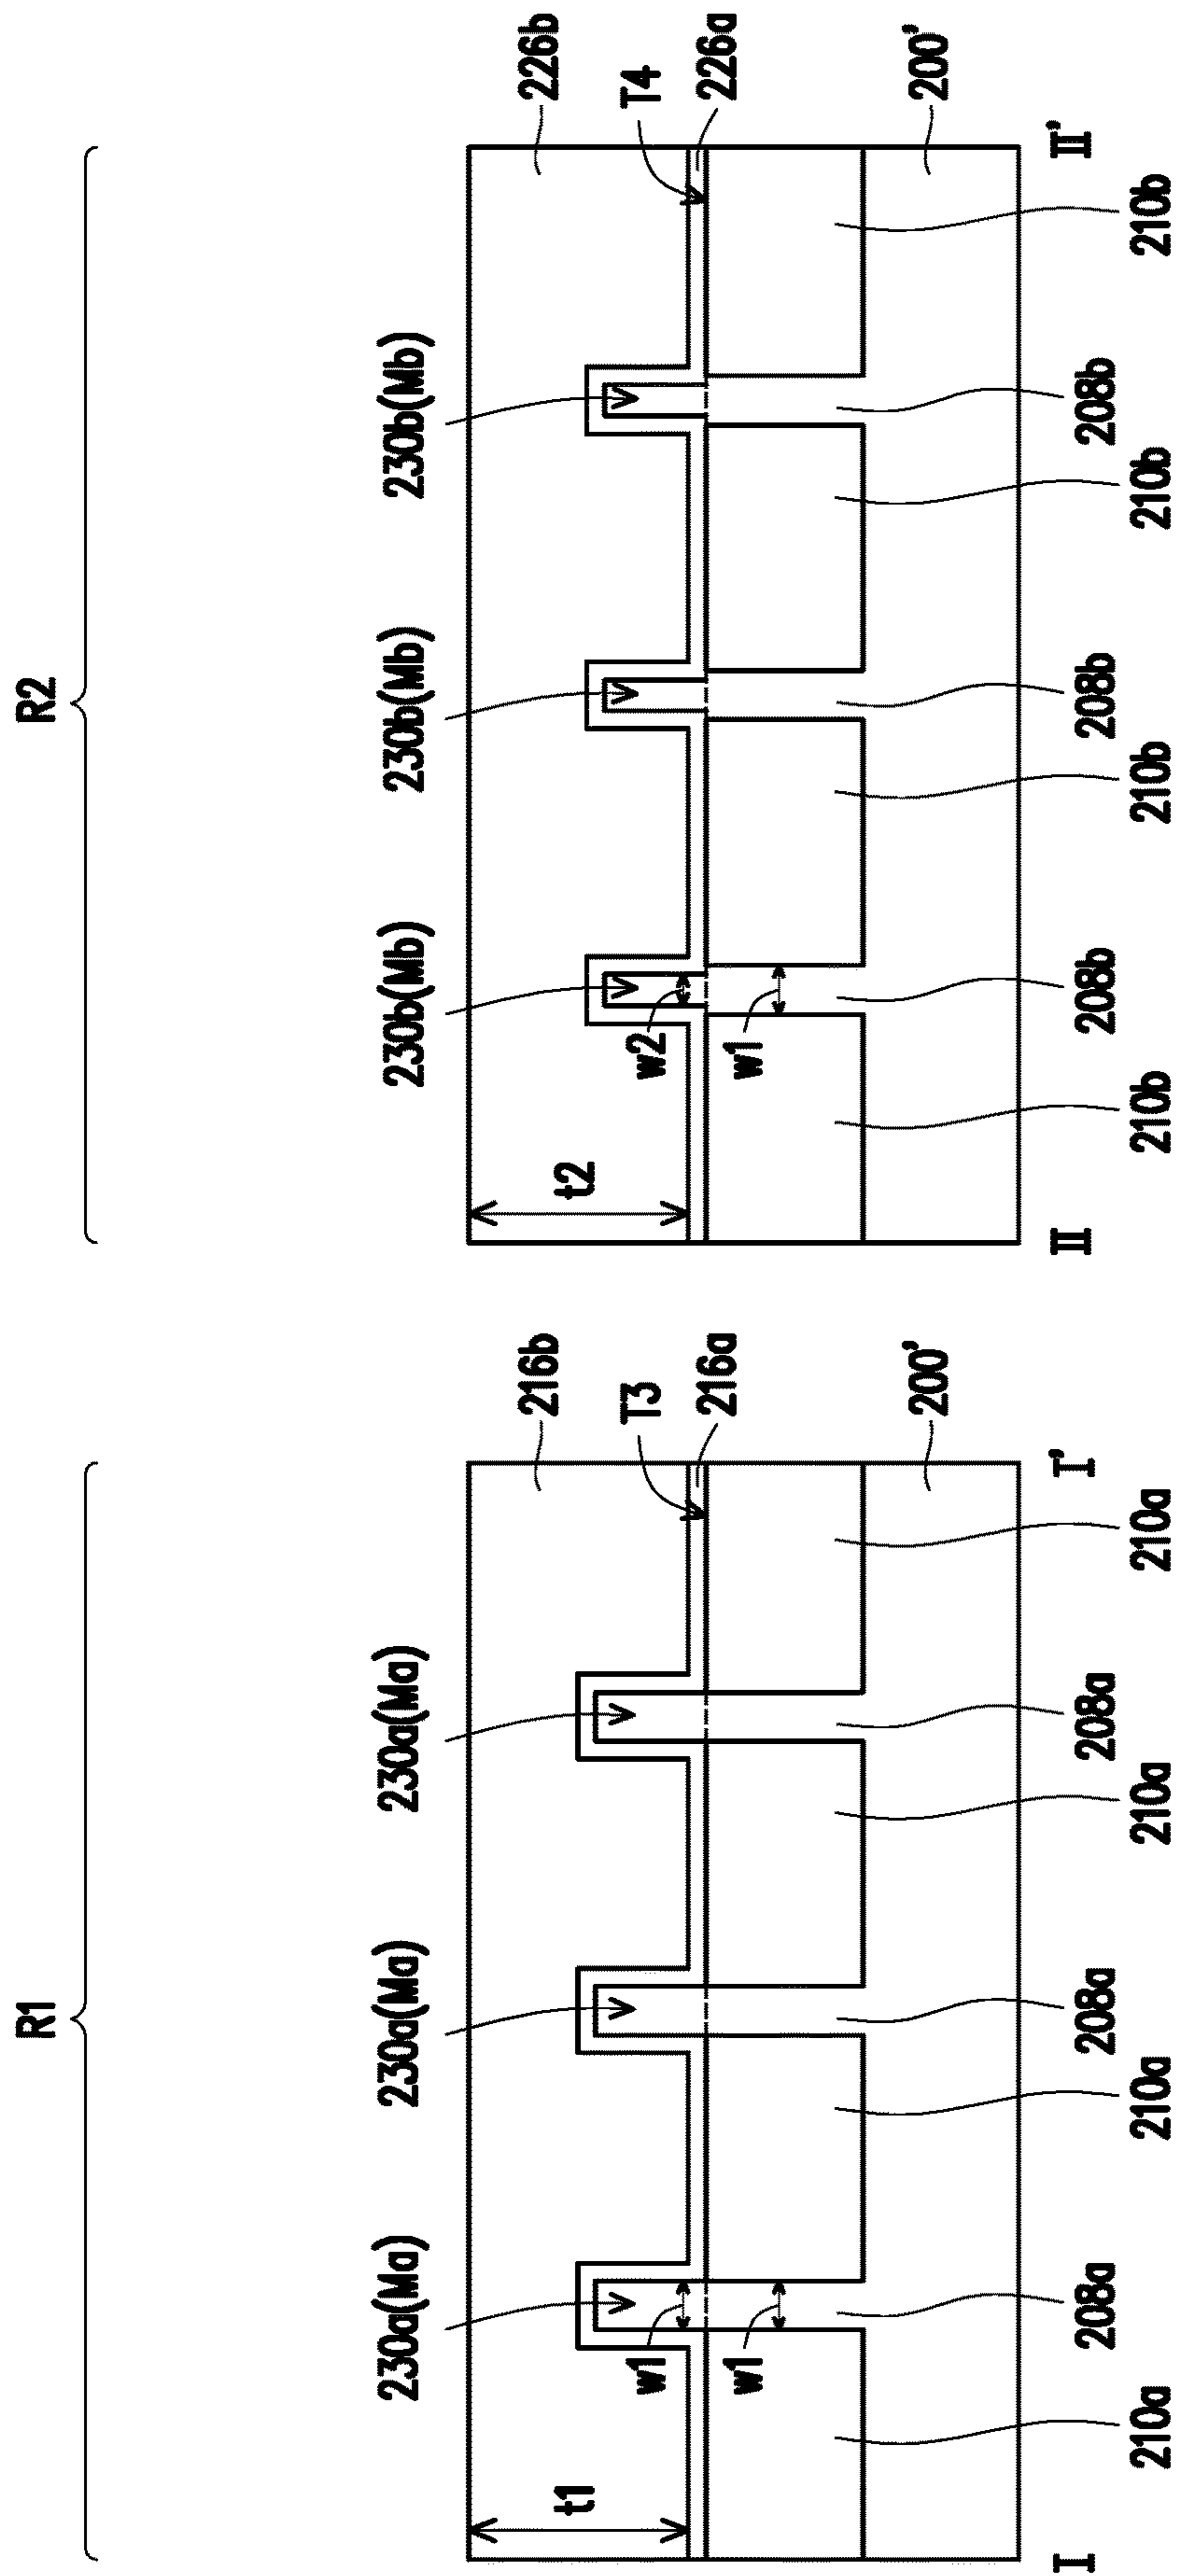 R1
R2
230a(Ma) 230a(Ma) 230a(Ma)
230b(Mb) 230b(Mb) 230b(Mb)
216b
226b
t1
t2
w1
T3
w2
T4
w1
216a
w1
226a
200'
200'
I I'
II II'
208a 208a 208a
208b 208b 208b
210a 210a 210a 210a
210b 210b 210b 210b